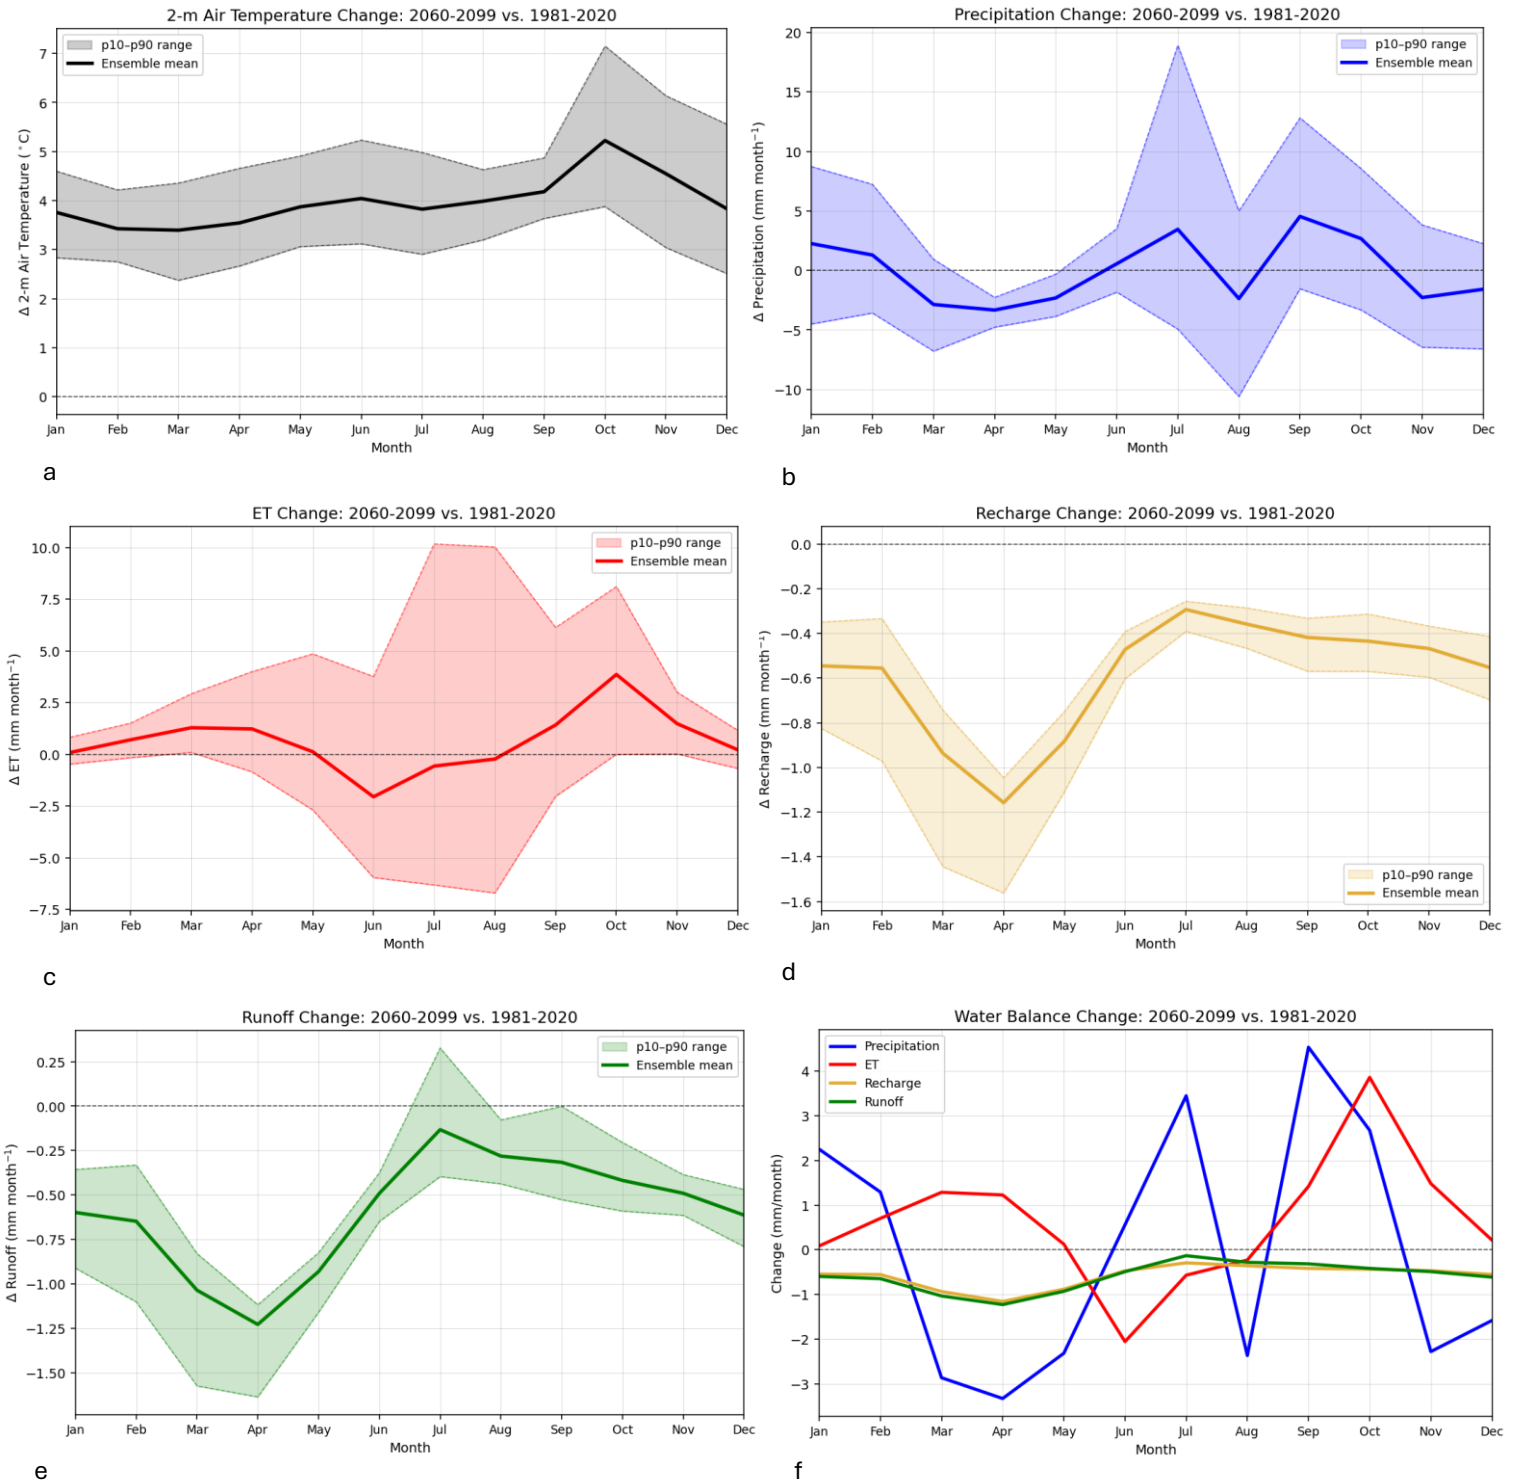 2-m Air Temperature Change: 2060-2099 vs. 1981-2020
p10–p90 range
Ensemble mean
Δ 2-m Air Temperature (°C)
7
6
5
4
3
2
1
0
Jan Feb Mar Apr May Jun Jul Aug Sep Oct Nov Dec
Month
a
Precipitation Change: 2060-2099 vs. 1981-2020
p10–p90 range
Ensemble mean
Δ Precipitation (mm month⁻¹)
20
15
10
5
0
−5
−10
Jan Feb Mar Apr May Jun Jul Aug Sep Oct Nov Dec
Month
b
ET Change: 2060-2099 vs. 1981-2020
p10–p90 range
Ensemble mean
Δ ET (mm month⁻¹)
10.0
7.5
5.0
2.5
0.0
−2.5
−5.0
−7.5
Jan Feb Mar Apr May Jun Jul Aug Sep Oct Nov Dec
Month
c
Recharge Change: 2060-2099 vs. 1981-2020
p10–p90 range
Ensemble mean
Δ Recharge (mm month⁻¹)
0.0
−0.2
−0.4
−0.6
−0.8
−1.0
−1.2
−1.4
−1.6
Jan Feb Mar Apr May Jun Jul Aug Sep Oct Nov Dec
Month
d
Runoff Change: 2060-2099 vs. 1981-2020
p10–p90 range
Ensemble mean
Δ Runoff (mm month⁻¹)
0.25
0.00
−0.25
−0.50
−0.75
−1.00
−1.25
−1.50
Jan Feb Mar Apr May Jun Jul Aug Sep Oct Nov Dec
Month
e
Water Balance Change: 2060-2099 vs. 1981-2020
Precipitation
ET
Recharge
Runoff
Change (mm/month)
4
3
2
1
0
−1
−2
−3
Jan Feb Mar Apr May Jun Jul Aug Sep Oct Nov Dec
Month
f